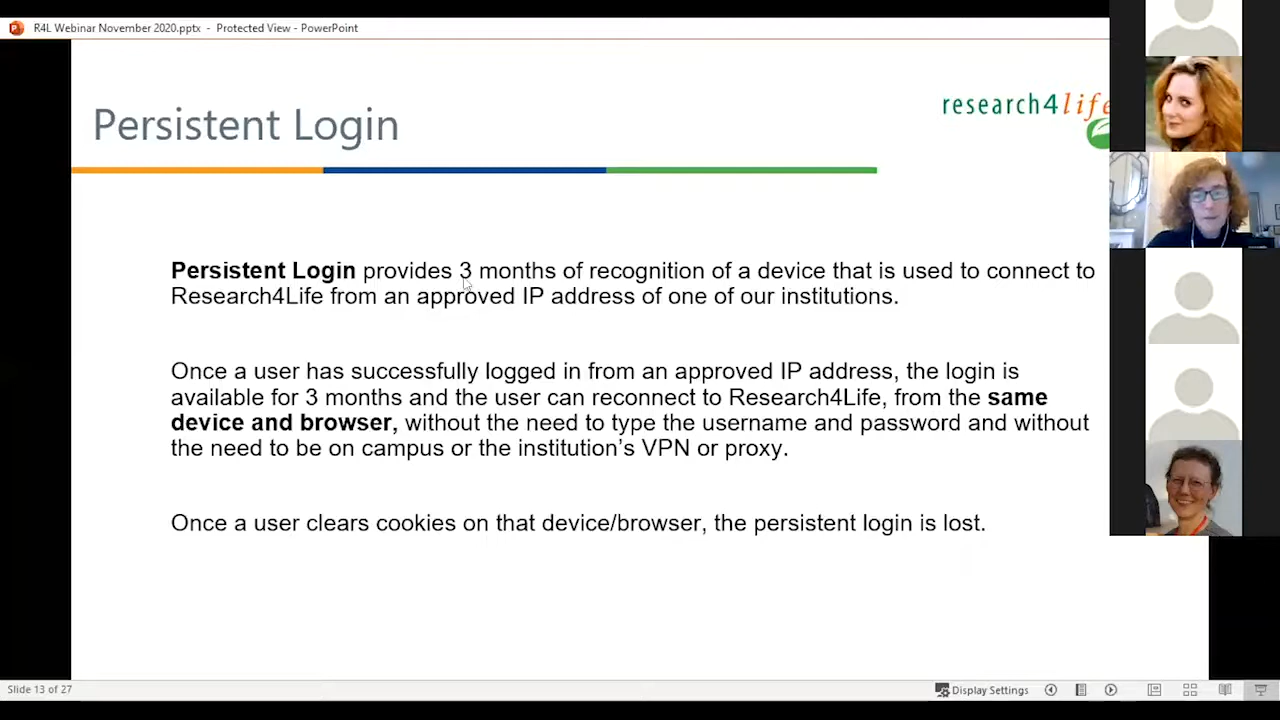 R4L Webinar November 2020.pptx - Protected View - PowerPoint
Persistent Login
research4life
Persistent Login provides 3 months of recognition of a device that is used to connect to
Research4Life from an approved IP address of one of our institutions.
Once a user has successfully logged in from an approved IP address, the login is
available for 3 months and the user can reconnect to Research4Life, from the same
device and browser, without the need to type the username and password and without
the need to be on campus or the institution’s VPN or proxy.
Once a user clears cookies on that device/browser, the persistent login is lost.
Slide 13 of 27
Display Settings